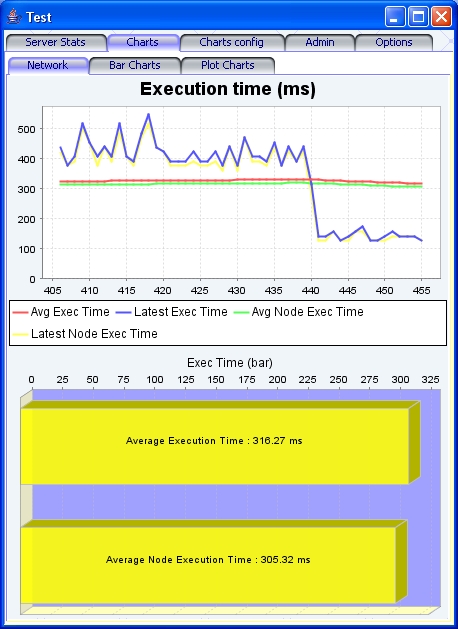 Test
Server Stats Charts Charts config Admin Options
Network Bar Charts Plot Charts
Execution time (ms)
500
400
300
200
100
0
405 410 415 420 425 430 435 440 445 450 455
Avg Exec Time Latest Exec Time Avg Node Exec Time
Latest Node Exec Time
Exec Time (bar)
0 25 50 75 100 125 150 175 200 225 250 275 300 325
Average Execution Time : 316.27 ms
Average Node Execution Time : 305.32 ms